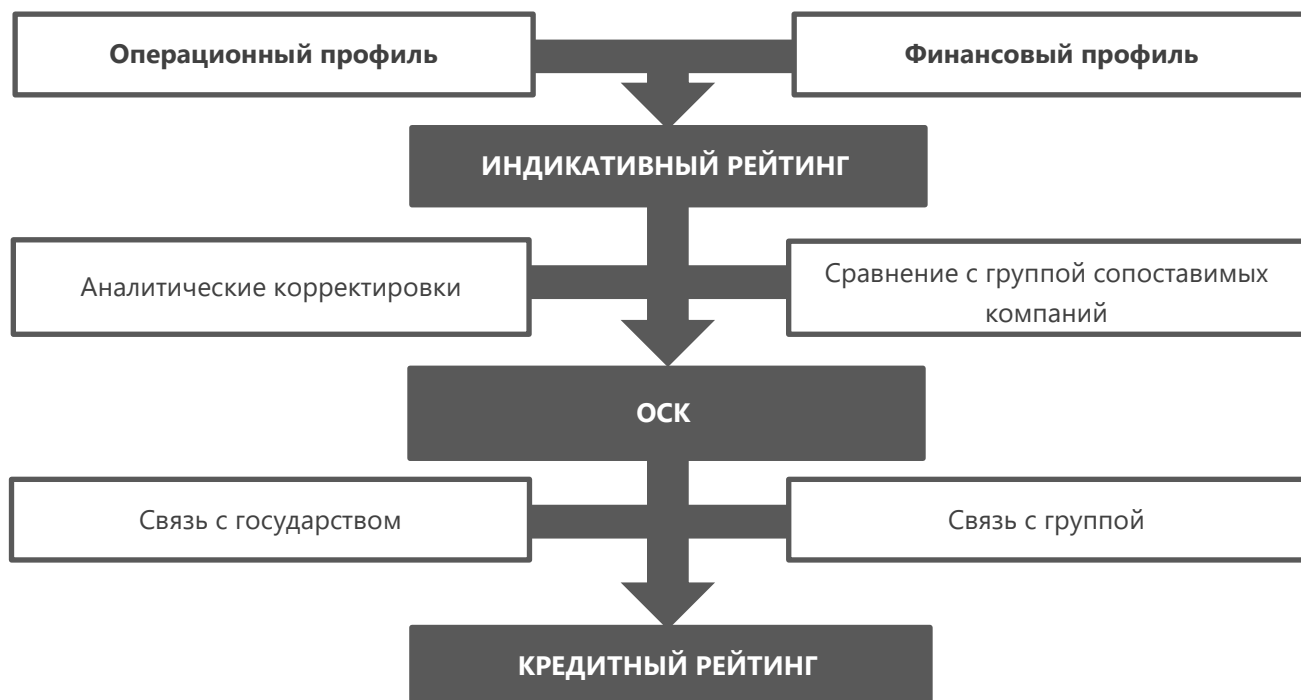 Операционный профиль
Финансовый профиль
ИНДИКАТИВНЫЙ РЕЙТИНГ
Аналитические корректировки
Сравнение с группой сопоставимых
компаний
ОСК
Связь с государством
Связь с группой
КРЕДИТНЫЙ РЕЙТИНГ